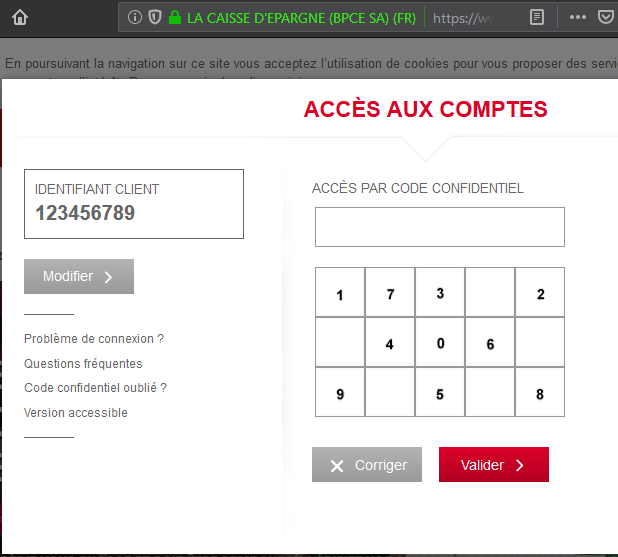 LA CAISSE D'EPARGNE (BPCE SA) (FR) https://w
En poursuivant la navigation sur ce site vous acceptez l'utilisation de cookies pour vous proposer des servi
ACCÈS AUX COMPTES
IDENTIFIANT CLIENT
123456789
Modifier
Problème de connexion ?
Questions fréquentes
Code confidentiel oublié ?
Version accessible
ACCÈS PAR CODE CONFIDENTIEL
1 7 3 2
4 0 6
9 5 8
Corriger Valider